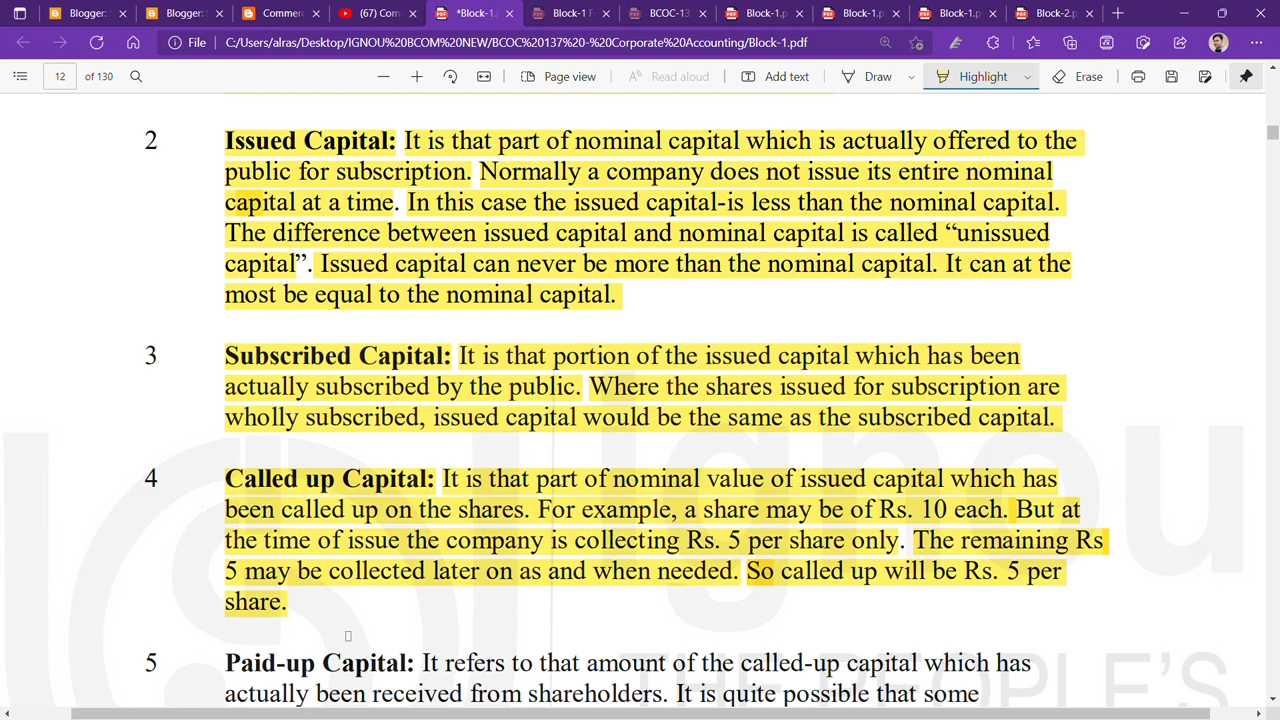 Blogger: S
Blogger: S
Commerc
(67) Com
*Block-1.p
Block-1 F
BCOC-13
Block-1.p
Block-1.p
Block-1.p
Block-2.p
File
C:/Users/alras/Desktop/IGNOU%20BCOM%20NEW/BCOC%20137%20-%20Corporate%20Accounting/Block-1.pdf
12 of 130
Page view
Read aloud
Add text
Draw
Highlight
Erase
2 Issued Capital: It is that part of nominal capital which is actually offered to the
public for subscription. Normally a company does not issue its entire nominal
capital at a time. In this case the issued capital-is less than the nominal capital.
The difference between issued capital and nominal capital is called “unissued
capital”. Issued capital can never be more than the nominal capital. It can at the
most be equal to the nominal capital.
3 Subscribed Capital: It is that portion of the issued capital which has been
actually subscribed by the public. Where the shares issued for subscription are
wholly subscribed, issued capital would be the same as the subscribed capital.
4 Called up Capital: It is that part of nominal value of issued capital which has
been called up on the shares. For example, a share may be of Rs. 10 each. But at
the time of issue the company is collecting Rs. 5 per share only. The remaining Rs
5 may be collected later on as and when needed. So called up will be Rs. 5 per
share.
5 Paid-up Capital: It refers to that amount of the called-up capital which has
actually been received from shareholders. It is quite possible that some
ignou
THE PEOPLE’S